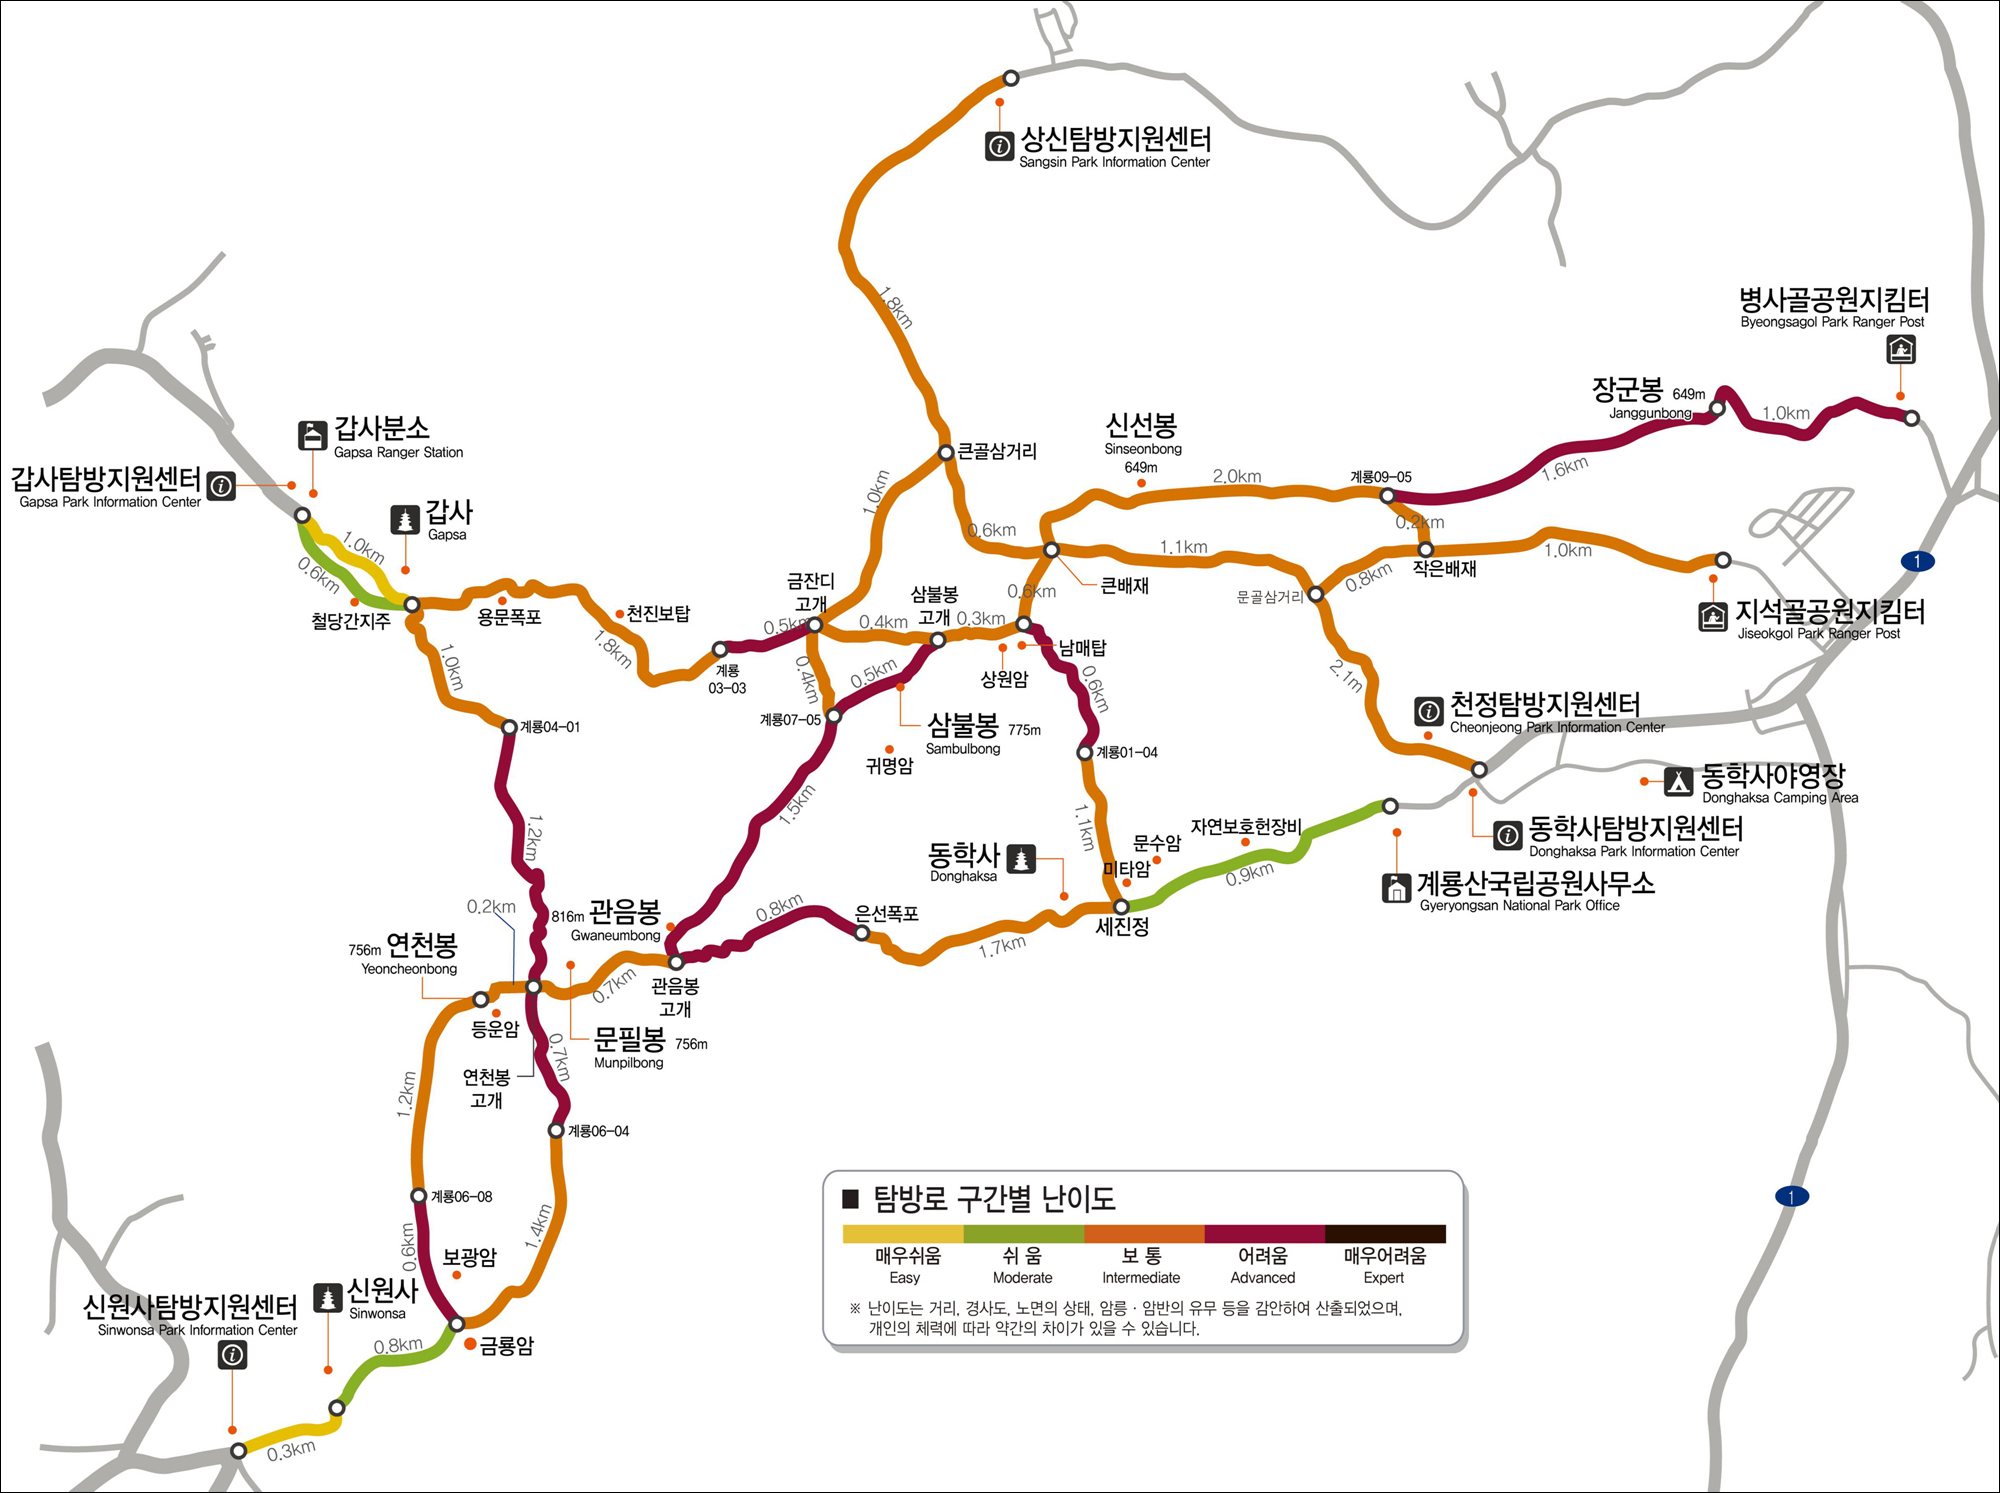 상신탐방지원센터
Sangsin Park Information Center
1.8km
병사골공원지킴터
Byeongsagol Park Ranger Post
장군봉 649m
Janggunbong
1.0km
갑사분소
Gapsa Ranger Station
갑사탐방지원센터
Gapsa Park Information Center
갑사
Gapsa
1.0km
0.6km
철당간지주
용문폭포
천진보탑
1.8km
계룡
03-03
0.5km
금잔디
고개
1.0km
큰골삼거리
0.6km
신선봉
Sinseonbong
649m
2.0km
계룡09-05
1.6km
0.2km
1.1km
큰배재
0.6km
문골삼거리
0.8km
작은배재
1.0km
1
지석골공원지킴터
Jiseokgol Park Ranger Post
삼불봉
고개
0.4km
0.3km
남매탑
상원암
0.4km
0.5km
계룡07-05
삼불봉 775m
Sambulbong
귀명암
0.6km
계룡01-04
2.1m
천정탐방지원센터
Cheonjeong Park Information Center
동학사야영장
Donghaksa Camping Area
동학사탐방지원센터
Donghaksa Park Information Center
계룡산국립공원사무소
Gyeryongsan National Park Office
1.0km
계룡04-01
1.2km
1.5km
1.1km
자연보호헌장비
문수암
미타암
0.9km
동학사
Donghaksa
세진정
0.2km
816m 관음봉
Gwaneumbong
0.8km
은선폭포
1.7km
756m 연천봉
Yeoncheonbong
등운암
0.7km
관음봉
고개
문필봉 756m
Munpilbong
0.7km
연천봉
고개
1.2km
계룡06-04
계룡06-08
0.6km
1.4km
보광암
신원사
Sinwonsa
신원사탐방지원센터
Sinwonsa Park Information Center
0.8km
금룡암
0.3km
1
■ 탐방로 구간별 난이도
매우쉬움 쉬 움 보 통 어려움 매우어려움
Easy Moderate Intermediate Advanced Expert
※ 난이도는 거리, 경사도, 노면의 상태, 암릉 · 암반의 유무 등을 감안하여 산출되었으며,
개인의 체력에 따라 약간의 차이가 있을 수 있습니다.